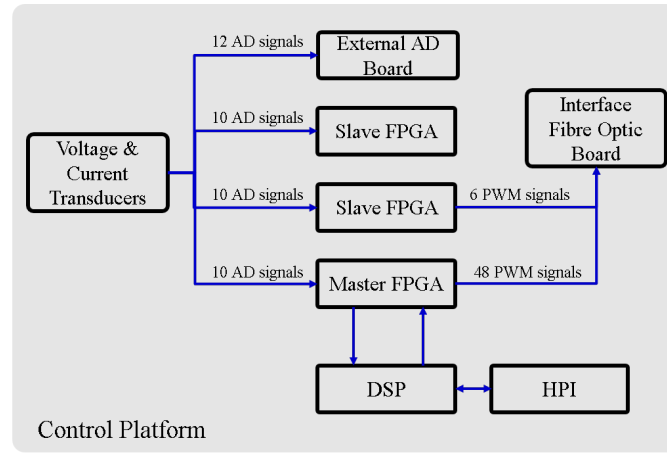 12 AD signals
External AD
Board
10 AD signals
Slave FPGA
Interface
Fibre Optic
Board
Voltage &
Current
Transducers
10 AD signals
Slave FPGA
6 PWM signals
10 AD signals
Master FPGA
48 PWM signals
DSP
HPI
Control Platform